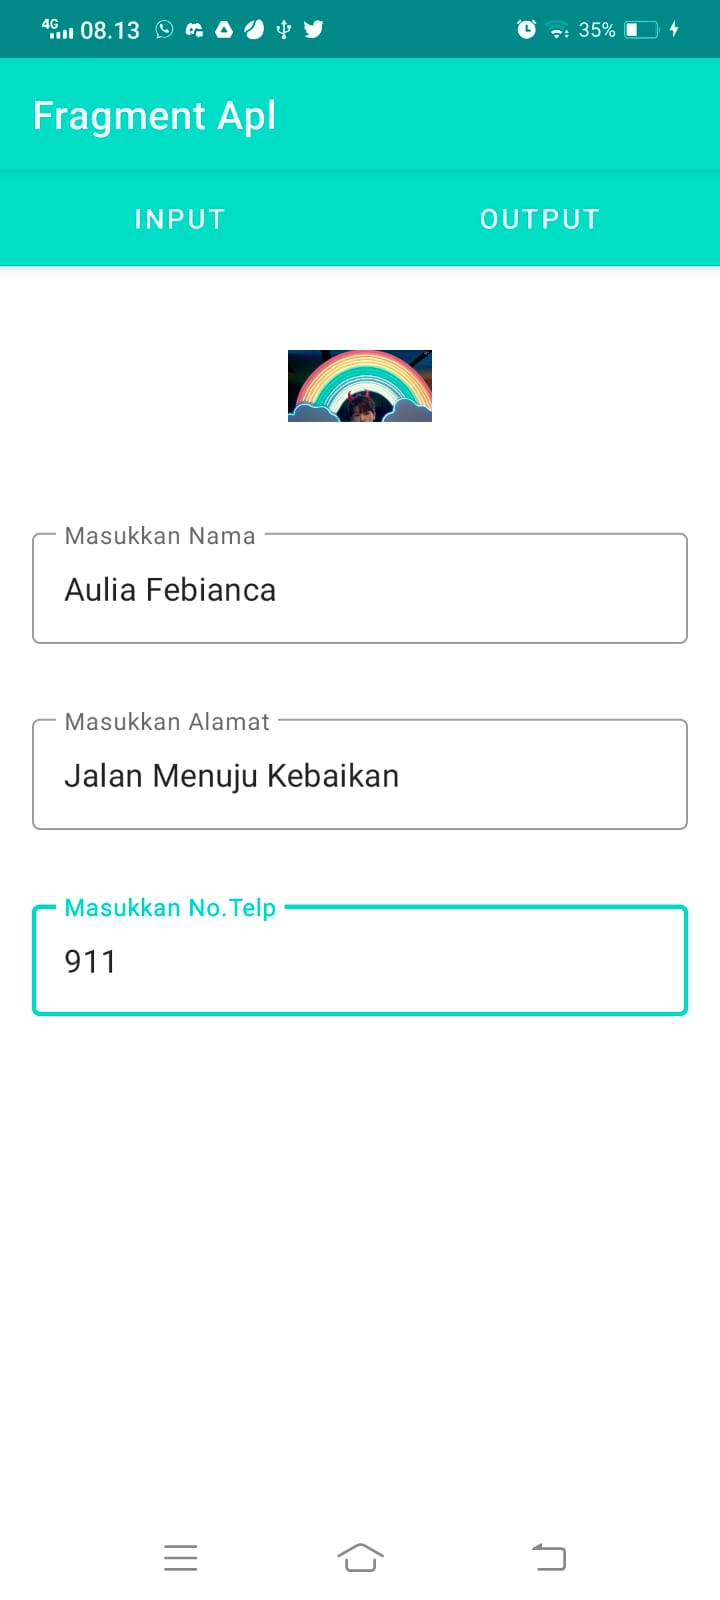 4G 08.13 35%
Fragment Apl
INPUT OUTPUT
Masukkan Nama
Aulia Febianca
Masukkan Alamat
Jalan Menuju Kebaikan
Masukkan No.Telp
911